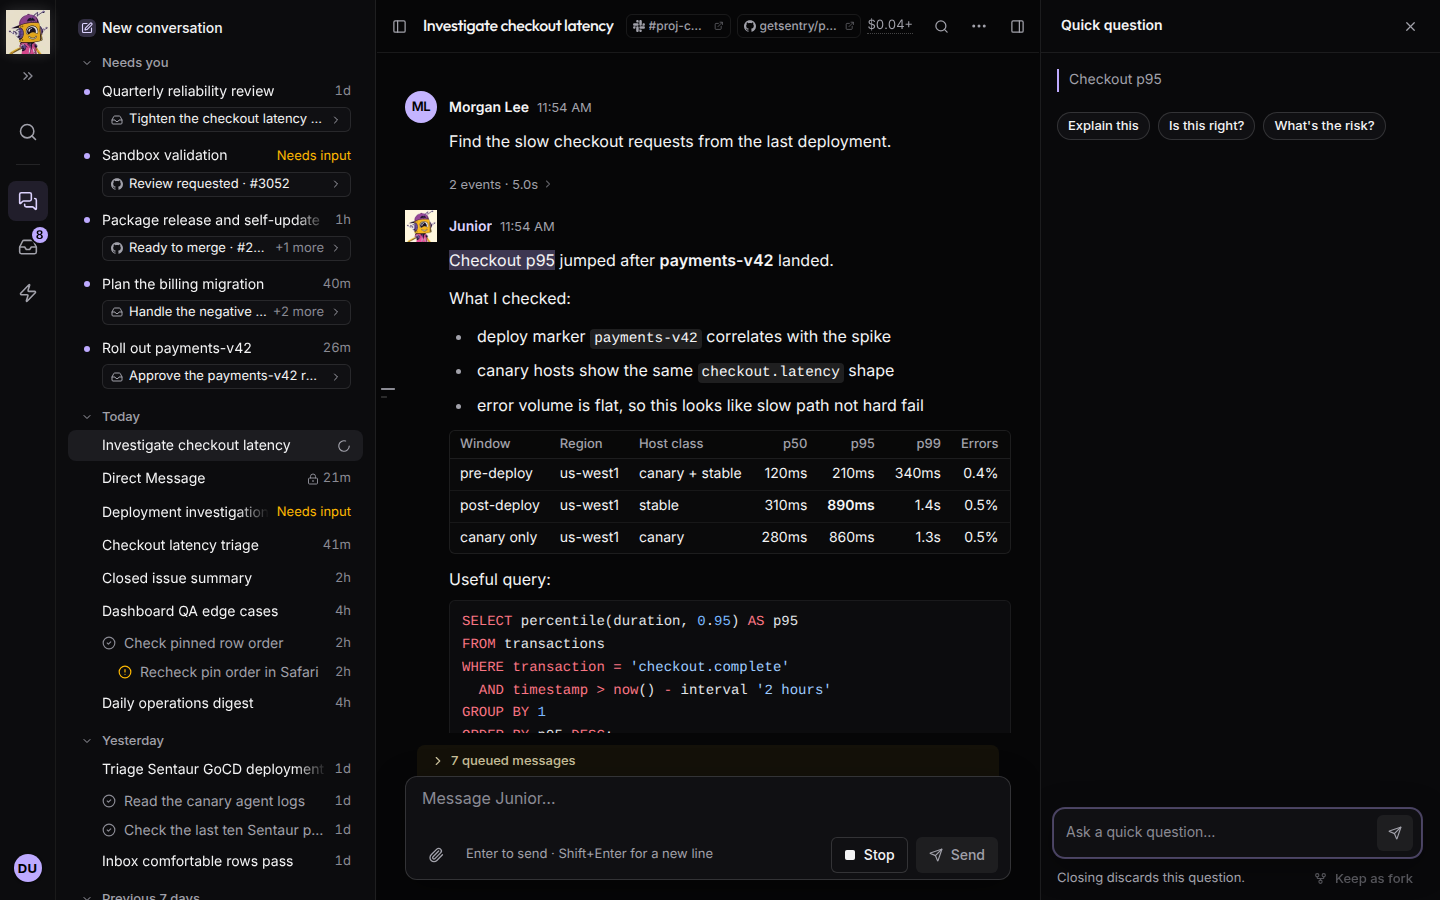 New conversation
Needs you
Quarterly reliability review 1d
Tighten the checkout latency ...
Sandbox validation Needs input
Review requested · #3052
Package release and self-update 1h
Ready to merge · #2... +1 more
Plan the billing migration 40m
Handle the negative ... +2 more
Roll out payments-v42 26m
Approve the payments-v42 r...
Today
Investigate checkout latency
Direct Message 21m
Deployment investigation Needs input
Checkout latency triage 41m
Closed issue summary 2h
Dashboard QA edge cases 4h
Check pinned row order 2h
Recheck pin order in Safari 2h
Daily operations digest 4h
Yesterday
Triage Sentaur GoCD deployment 1d
Read the canary agent logs 1d
Check the last ten Sentaur p... 1d
Inbox comfortable rows pass 1d
Previous 7 days
8
DU
Investigate checkout latency #proj-c... getsentry/p... $0.04+
ML Morgan Lee 11:54 AM
Find the slow checkout requests from the last deployment.
2 events · 5.0s
Junior 11:54 AM
Checkout p95 jumped after payments-v42 landed.
What I checked:
• deploy marker payments-v42 correlates with the spike
• canary hosts show the same checkout.latency shape
• error volume is flat, so this looks like slow path not hard fail
Window Region Host class p50 p95 p99 Errors
pre-deploy us-west1 canary + stable 120ms 210ms 340ms 0.4%
post-deploy us-west1 stable 310ms 890ms 1.4s 0.5%
canary only us-west1 canary 280ms 860ms 1.3s 0.5%
Useful query:
SELECT percentile(duration, 0.95) AS p95
FROM transactions
WHERE transaction = 'checkout.complete'
AND timestamp > now() - interval '2 hours'
GROUP BY 1
ORDER BY p95 DESC;
7 queued messages
Message Junior...
Enter to send · Shift+Enter for a new line
Stop
Send
Quick question
Checkout p95
Explain this Is this right? What's the risk?
Ask a quick question...
Closing discards this question. Keep as fork